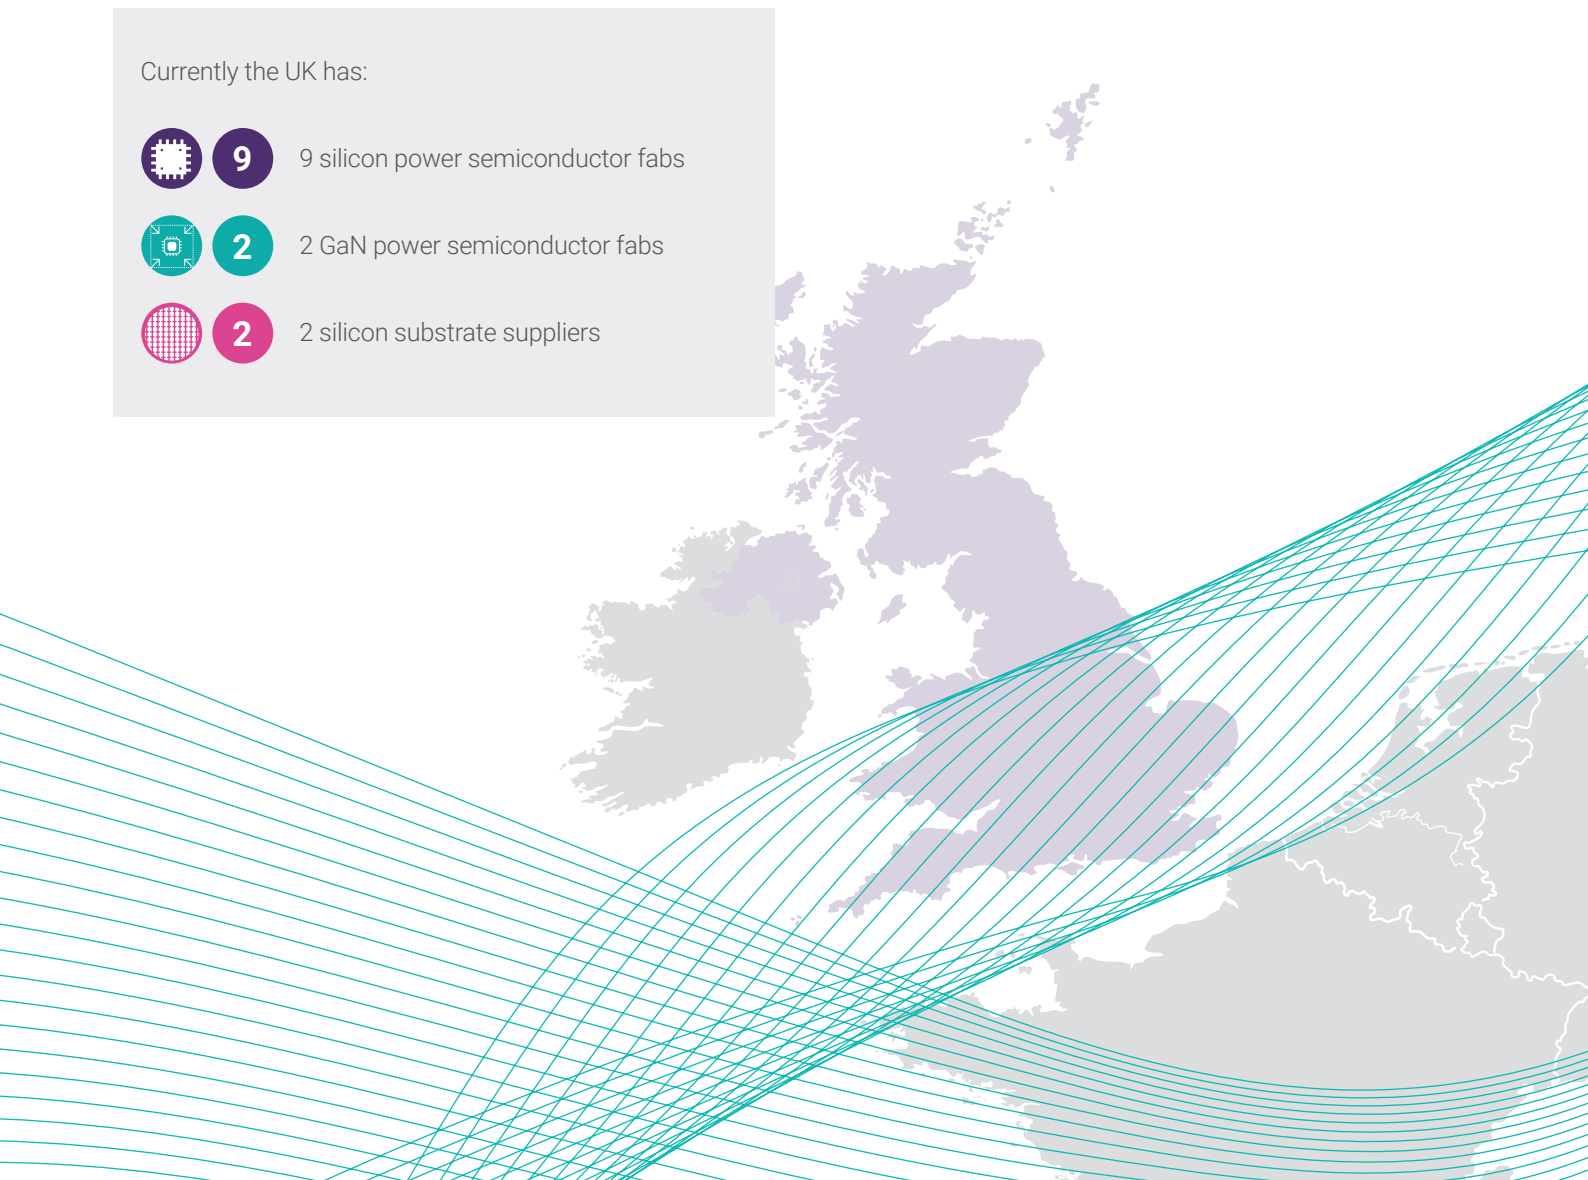 Currently the UK has:
9 9 silicon power semiconductor fabs
2 2 GaN power semiconductor fabs
2 2 silicon substrate suppliers